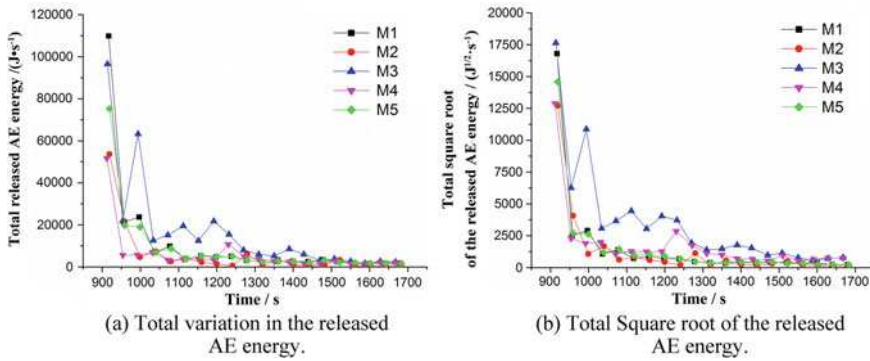 Total released AE energy /(J•s⁻¹)
120000
100000
80000
60000
40000
20000
0
M1
M2
M3
M4
M5
900 1000 1100 1200 1300 1400 1500 1600 1700
Time / s
(a) Total variation in the released
AE energy.
Total square root
of the released AE energy / (J¹ᐟ²·s⁻¹)
20000
17500
15000
12500
10000
7500
5000
2500
0
M1
M2
M3
M4
M5
900 1000 1100 1200 1300 1400 1500 1600 1700
Time / s
(b) Total Square root of the released
AE energy.